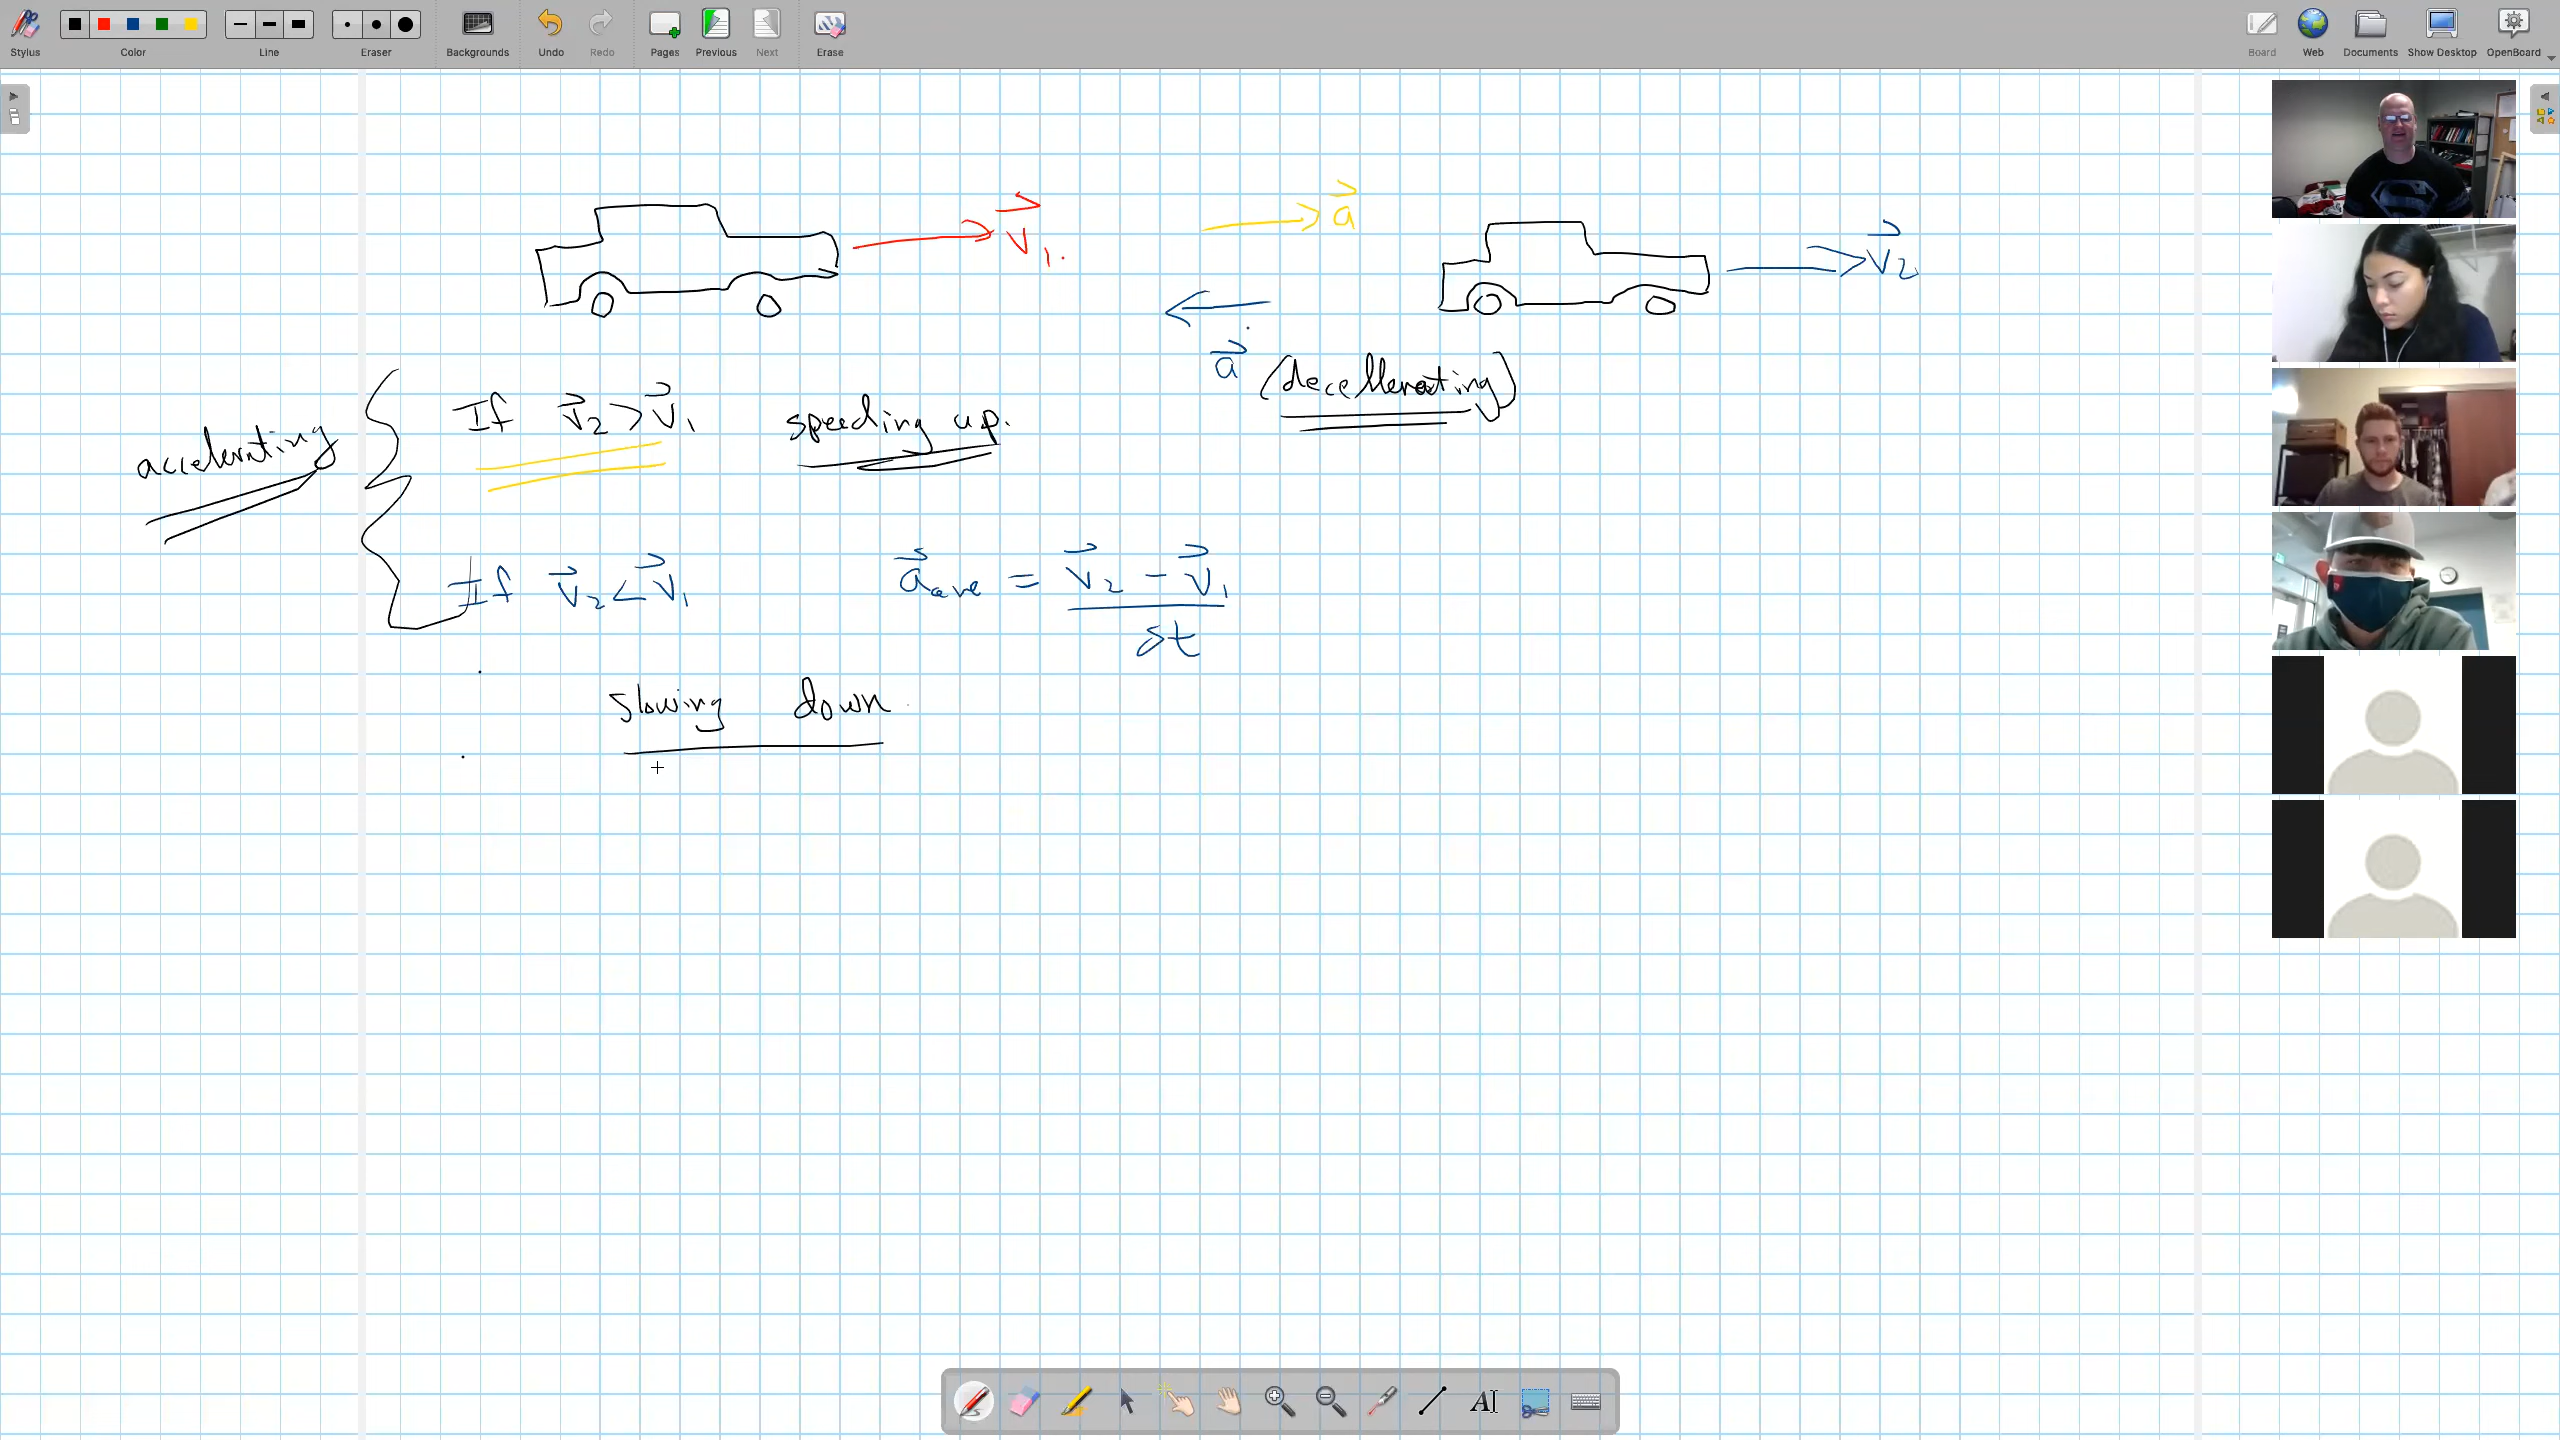 Stylus Color Line Eraser Backgrounds Undo Redo Pages Previous Next Erase Board Web Documents Show Desktop OpenBoard
v⃗₁. a⃗ v⃗₂
a⃗ (decellerating)
accelerating If v⃗₂ > v⃗₁ speeding up.
If v⃗₂ < v⃗₁ a⃗ave = v⃗₂ − v⃗₁
δt
slowing down
AI